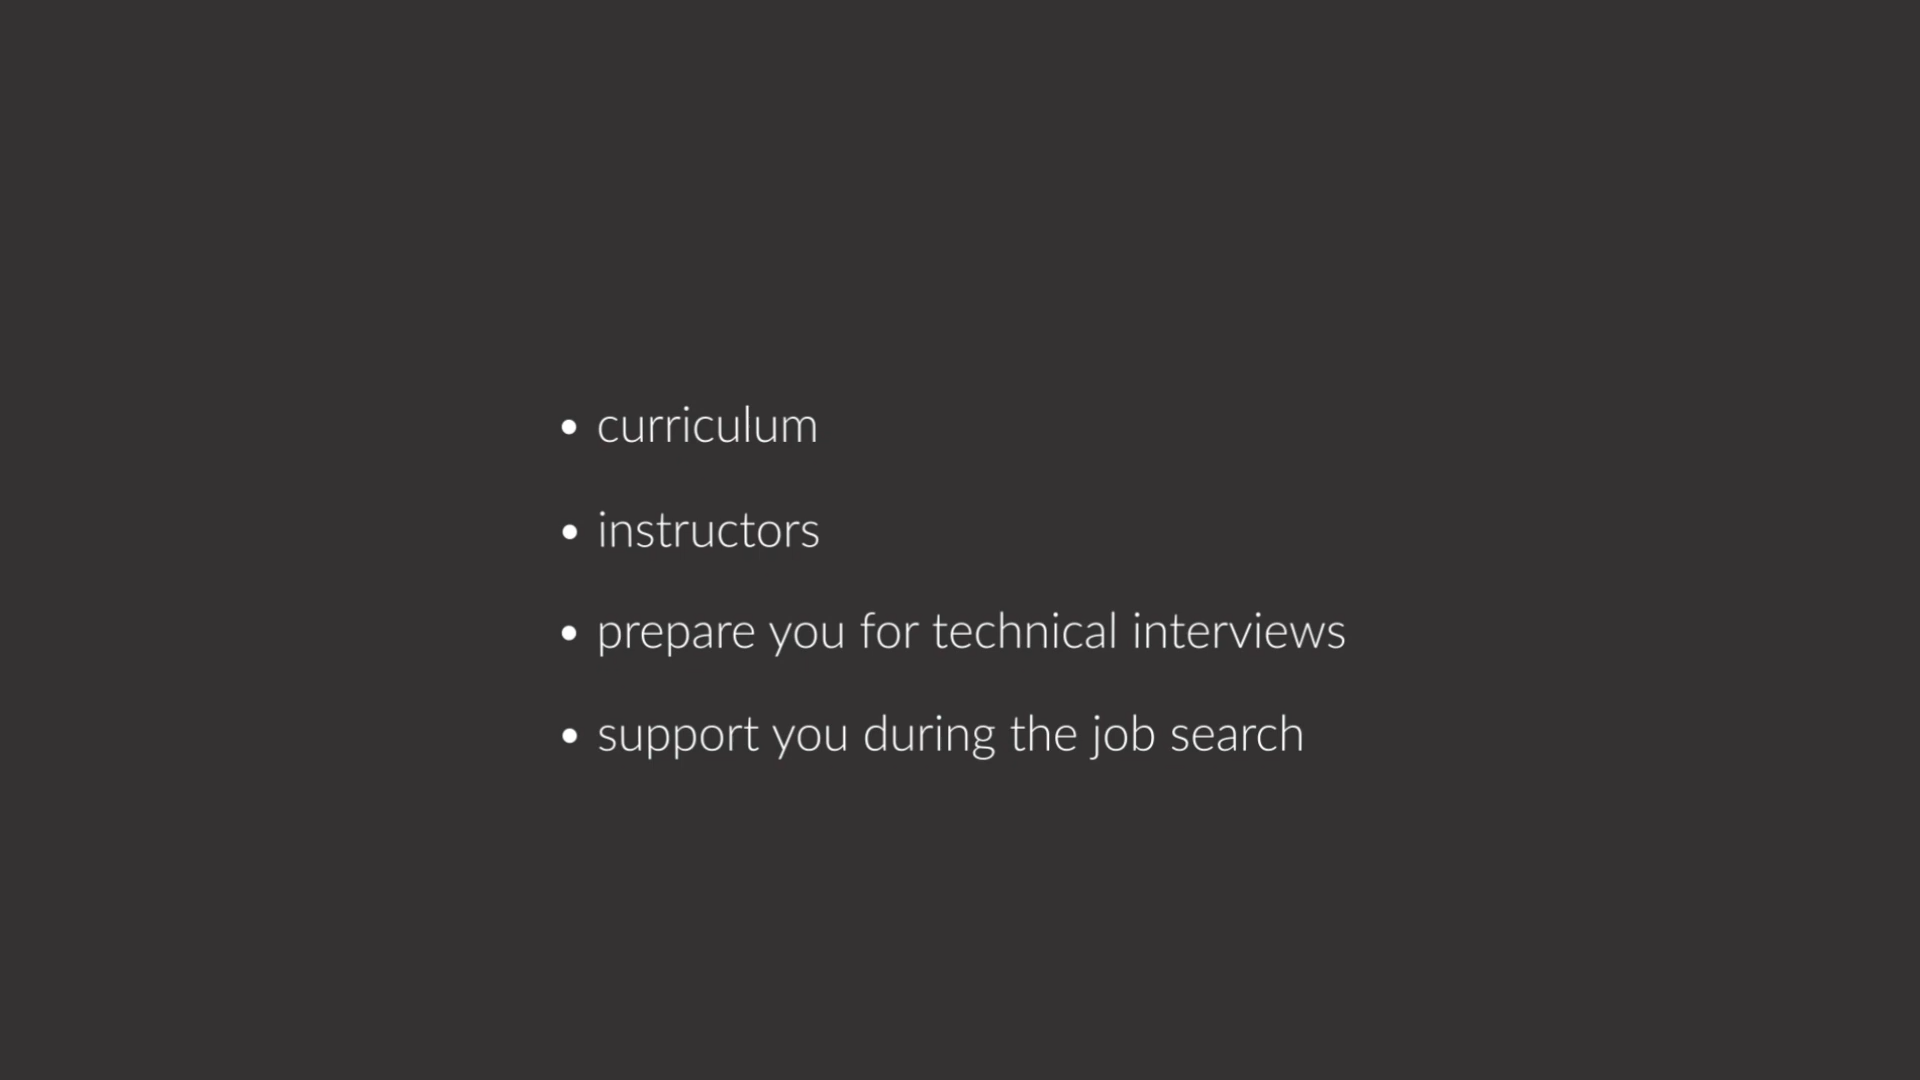 • curriculum
• instructors
• prepare you for technical interviews
• support you during the job search